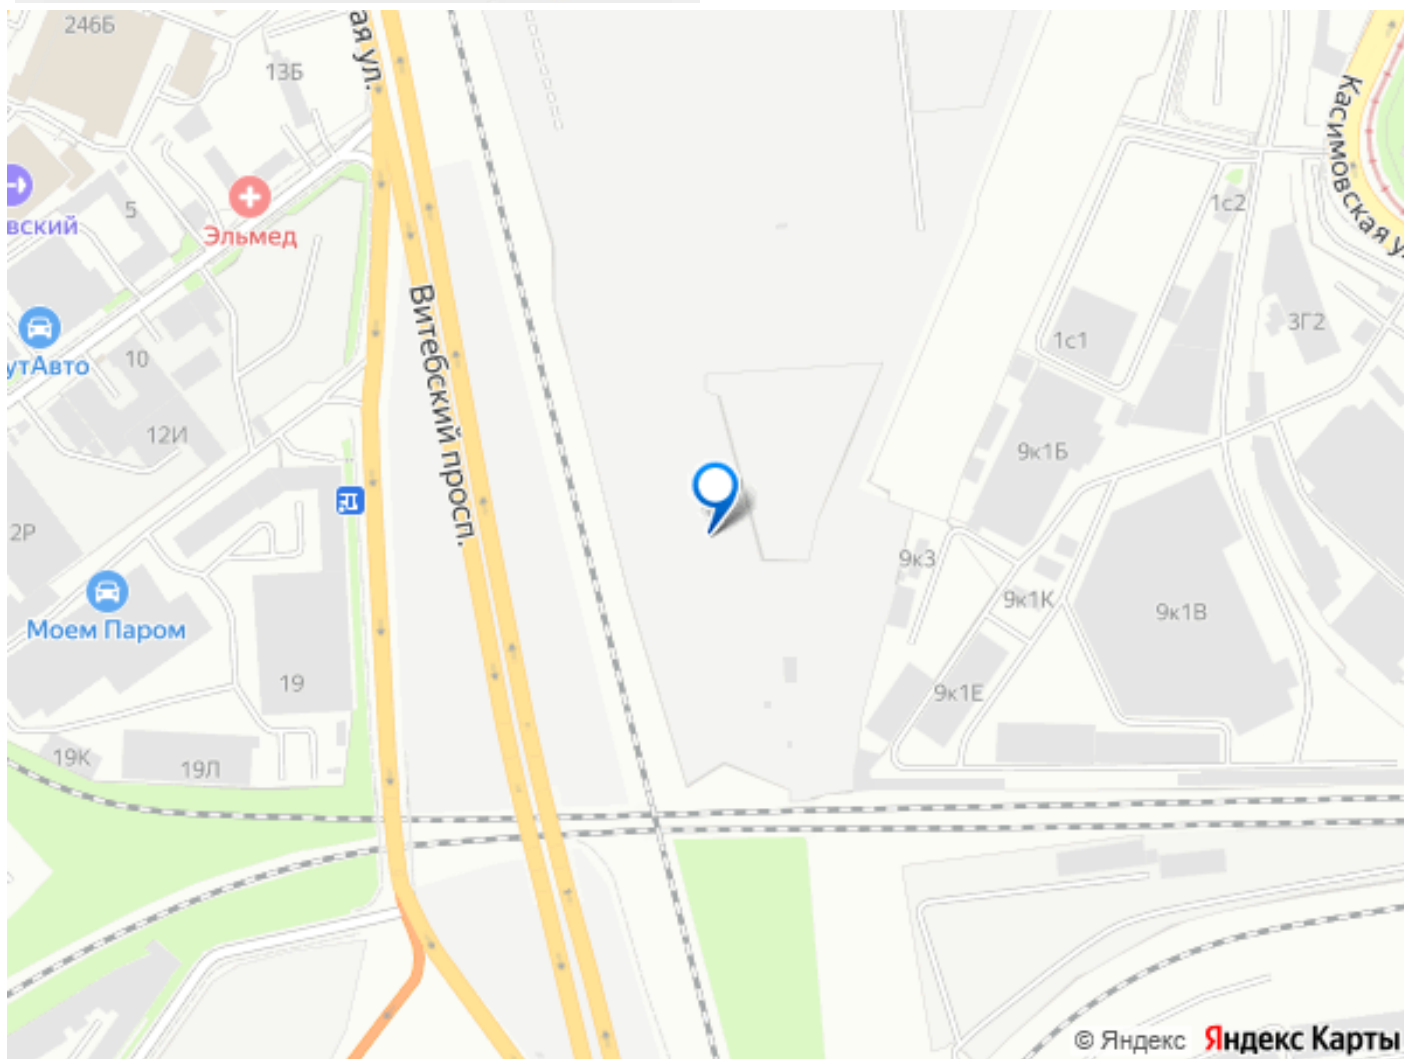 246Б
ая ул.
13Б
Касимовская ул
вский
5
Эльмед
1с2
утАвто
10
Витебский просп.
1с1
3Г2
12И
9к1Б
2Р
9к3
9к1К
9к1В
Моем Паром
19
9к1Е
19К
19Л
© Яндекс Яндекс Карты